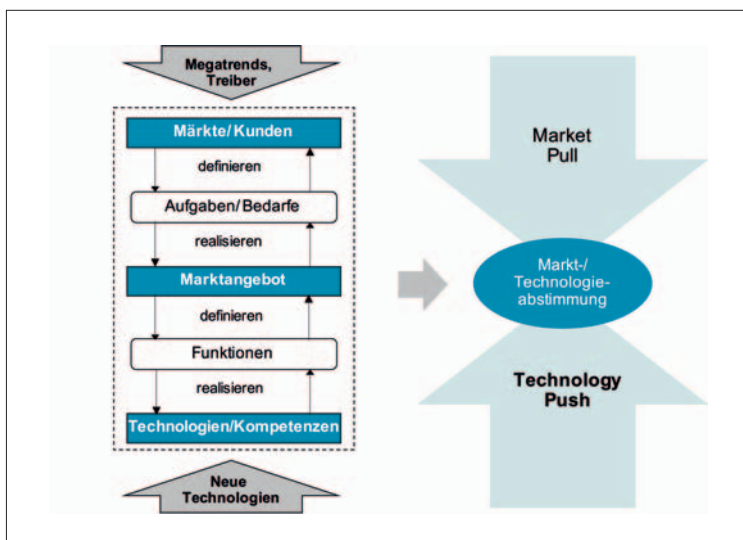 Megatrends,
Treiber
Märkte/Kunden
definieren
Aufgaben/Bedarfe
realisieren
Marktangebot
definieren
Funktionen
realisieren
Technologien/Kompetenzen
Neue
Technologien
Market
Pull
Markt-/
Technologie-
abstimmung
Technology
Push